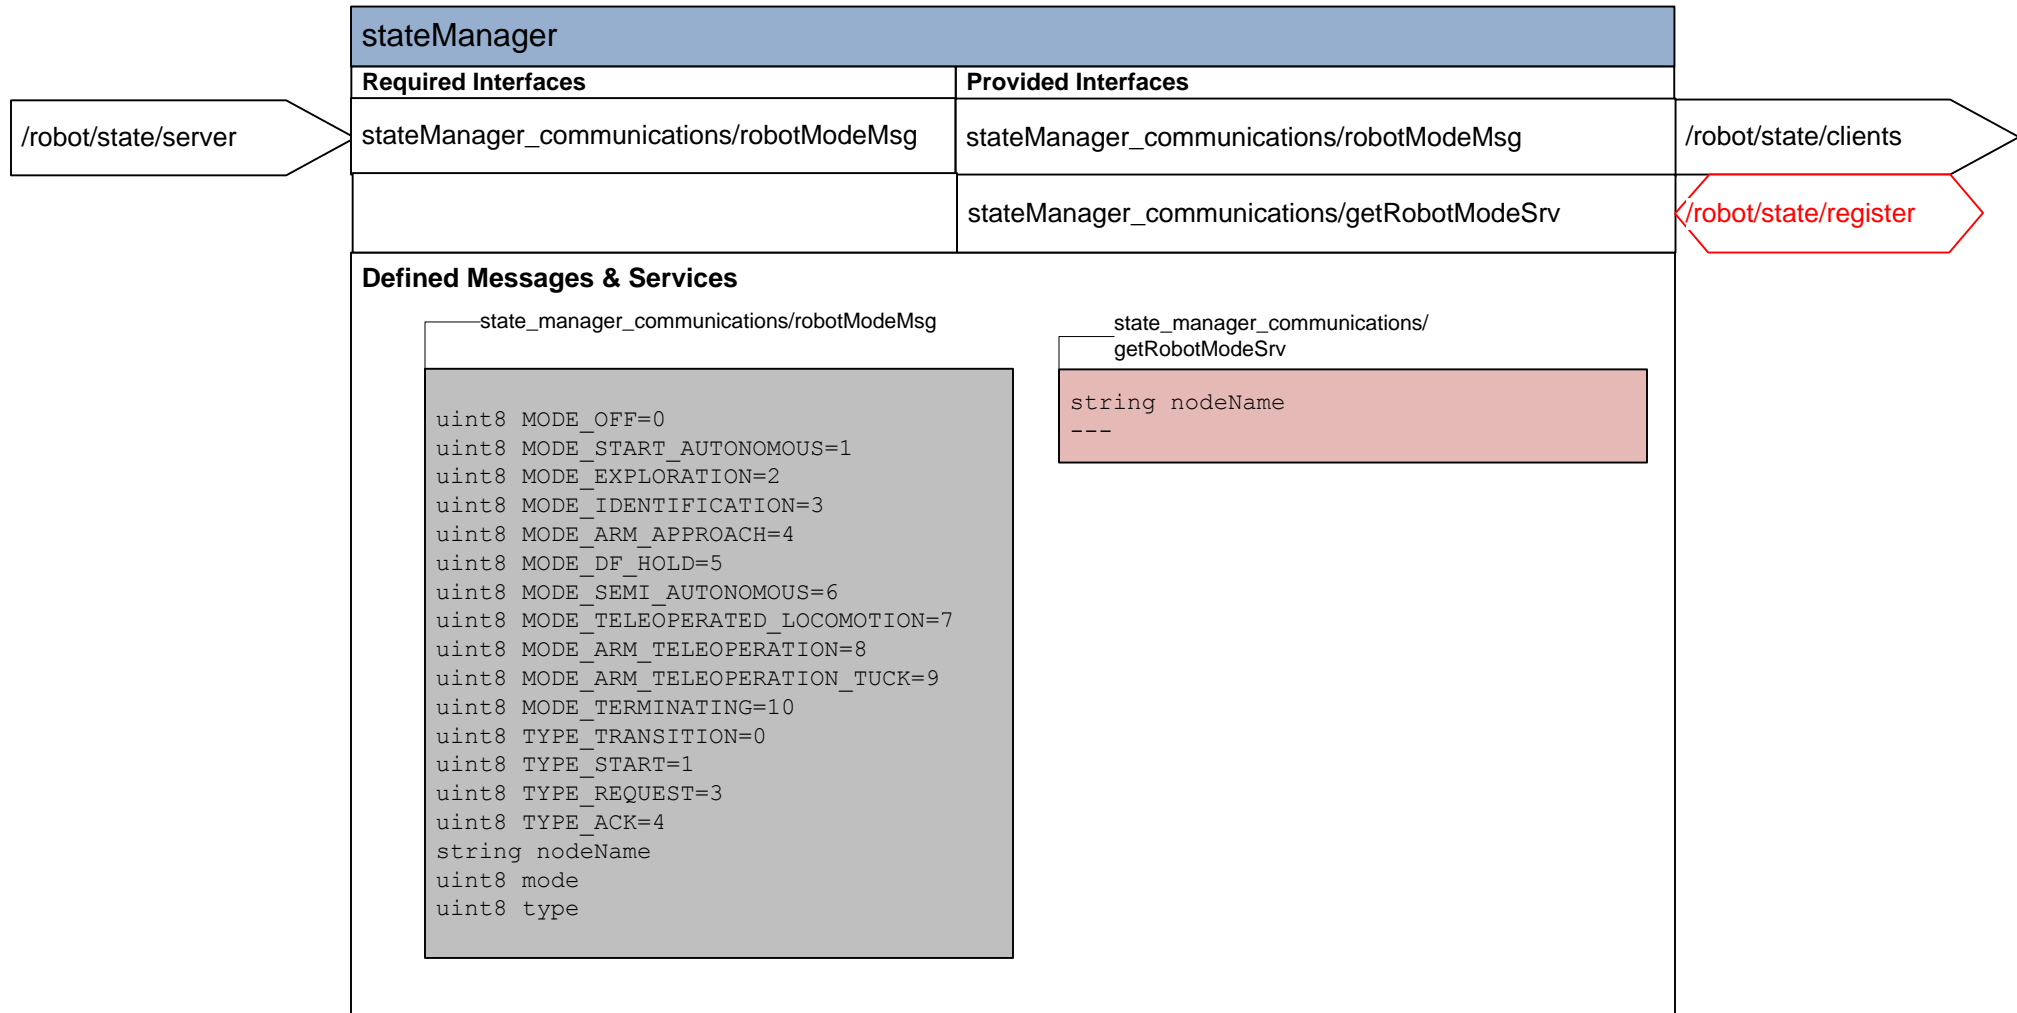 stateManager
Required Interfaces
Provided Interfaces
/robot/state/server
stateManager_communications/robotModeMsg
stateManager_communications/robotModeMsg
/robot/state/clients
stateManager_communications/getRobotModeSrv
/robot/state/register
Defined Messages & Services
state_manager_communications/robotModeMsg
uint8 MODE_OFF=0
uint8 MODE_START_AUTONOMOUS=1
uint8 MODE_EXPLORATION=2
uint8 MODE_IDENTIFICATION=3
uint8 MODE_ARM_APPROACH=4
uint8 MODE_DF_HOLD=5
uint8 MODE_SEMI_AUTONOMOUS=6
uint8 MODE_TELEOPERATED_LOCOMOTION=7
uint8 MODE_ARM_TELEOPERATION=8
uint8 MODE_ARM_TELEOPERATION_TUCK=9
uint8 MODE_TERMINATING=10
uint8 TYPE_TRANSITION=0
uint8 TYPE_START=1
uint8 TYPE_REQUEST=3
uint8 TYPE_ACK=4
string nodeName
uint8 mode
uint8 type
state_manager_communications/
getRobotModeSrv
string nodeName
---